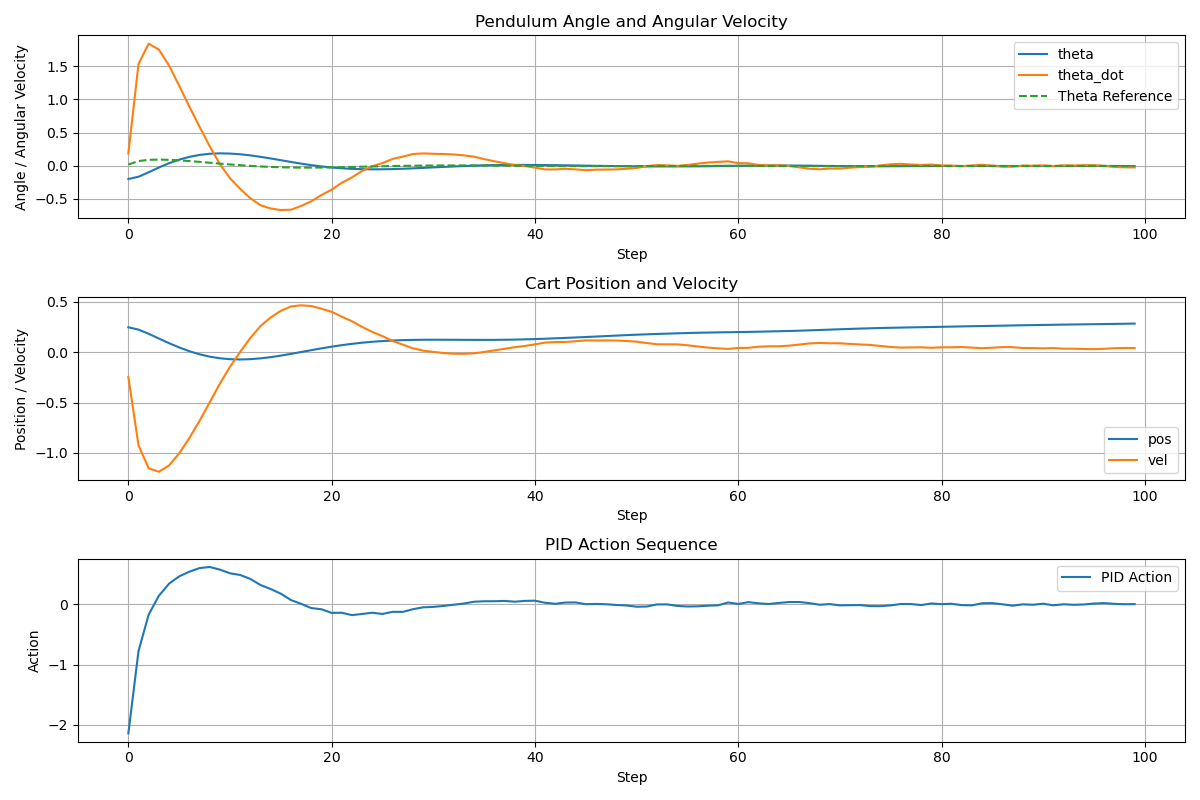 Pendulum Angle and Angular Velocity
Angle / Angular Velocity
1.5
1.0
0.5
0.0
−0.5
theta
theta_dot
Theta Reference
0 20 40 60 80 100
Step
Cart Position and Velocity
Position / Velocity
0.5
0.0
−0.5
−1.0
pos
vel
0 20 40 60 80 100
Step
PID Action Sequence
Action
0
−1
−2
PID Action
0 20 40 60 80 100
Step